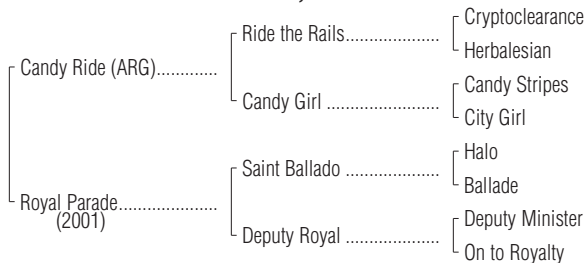 Cryptoclearance
Ride the Rails....................
Herbalesian
Candy Ride (ARG).............
Candy Stripes
Candy Girl .........................
City Girl
Halo
Saint Ballado .....................
Ballade
Royal Parade.....................
(2001)
Deputy Minister
Deputy Royal .....................
On to Royalty